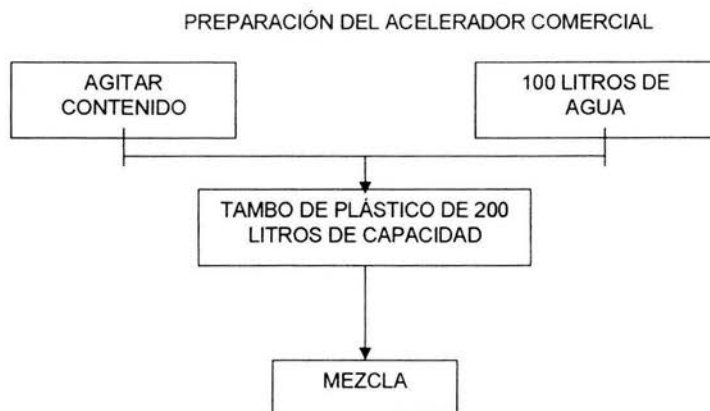 PREPARACIÓN DEL ACELERADOR COMERCIAL
AGITAR
CONTENIDO
100 LITROS DE
AGUA
TAMBO DE PLÁSTICO DE 200
LITROS DE CAPACIDAD
MEZCLA